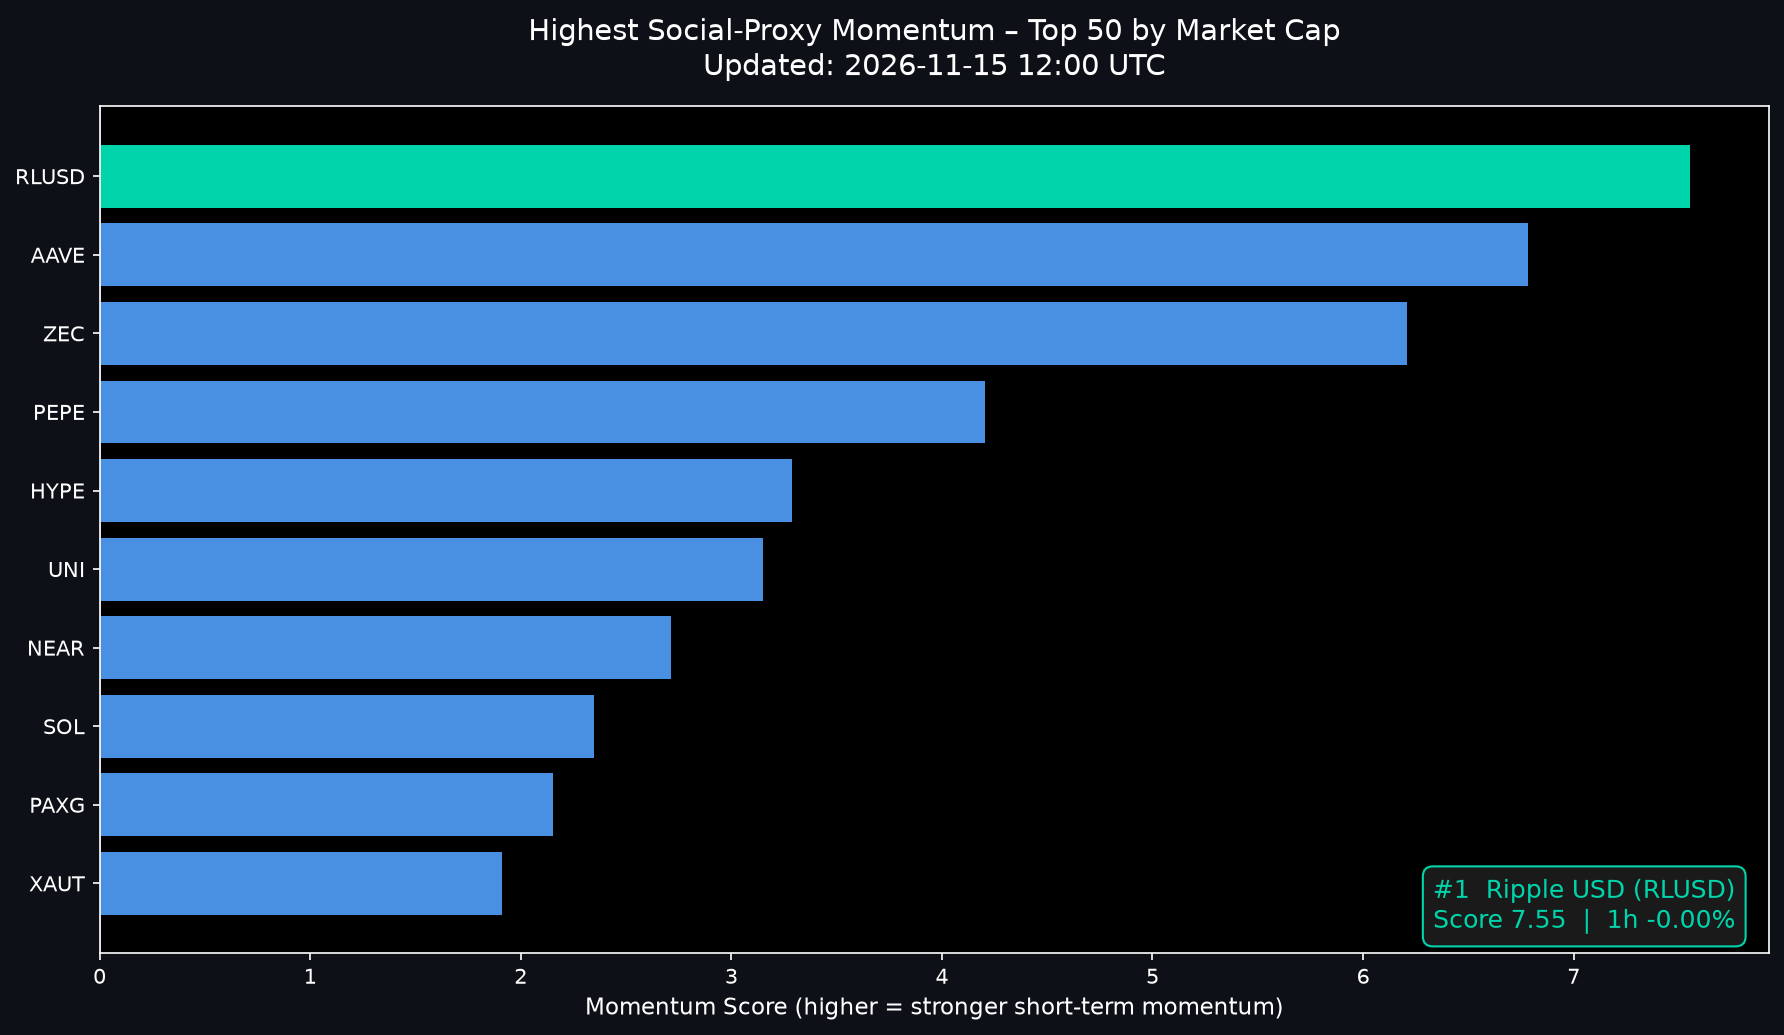 Highest Social-Proxy Momentum – Top 50 by Market Cap
Updated: 2026-11-15 12:00 UTC
RLUSD
AAVE
ZEC
PEPE
HYPE
UNI
NEAR
SOL
PAXG
XAUT
#1 Ripple USD (RLUSD)
Score 7.55 | 1h -0.00%
0 1 2 3 4 5 6 7
Momentum Score (higher = stronger short-term momentum)